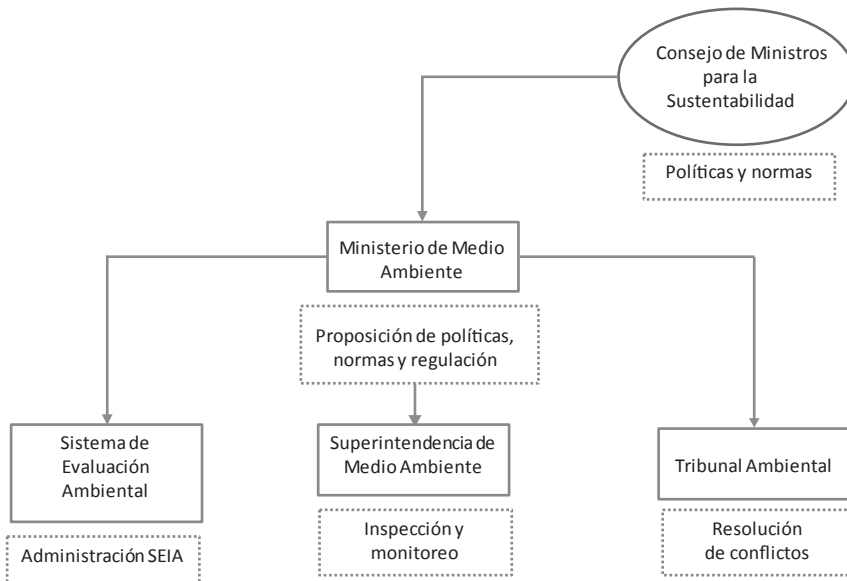 Consejo de Ministros
para la
Sustentabilidad
Políticas y normas
Ministerio de Medio
Ambiente
Proposición de políticas,
normas y regulación
Sistema de
Evaluación
Ambiental
Administración SEIA
Superintendencia de
Medio Ambiente
Inspección y
monitoreo
Tribunal Ambiental
Resolución
de conflictos